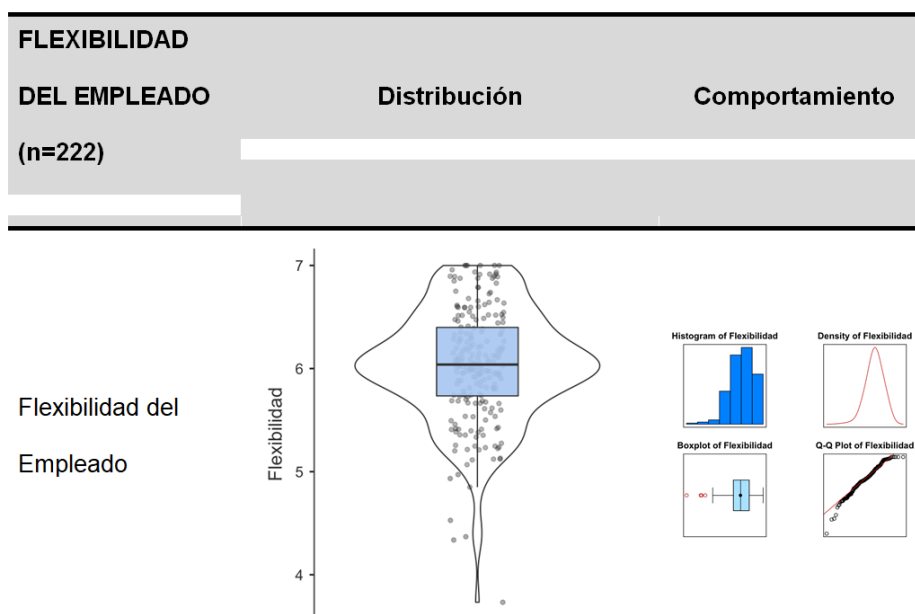 FLEXIBILIDAD
DEL EMPLEADO
(n=222)
Distribución
Comportamiento
Flexibilidad del
Empleado
Flexibilidad
7
6
5
4
Histogram of Flexibilidad
Density of Flexibilidad
Boxplot of Flexibilidad
Q-Q Plot of Flexibilidad